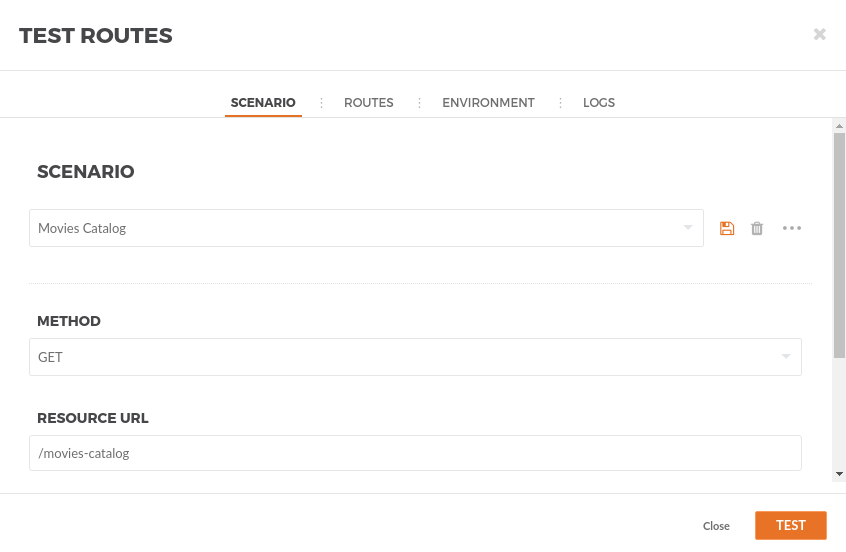 TEST ROUTES
SCENARIO
ROUTES
ENVIRONMENT
LOGS
SCENARIO
Movies Catalog
METHOD
GET
RESOURCE URL
/movies-catalog
Close
TEST